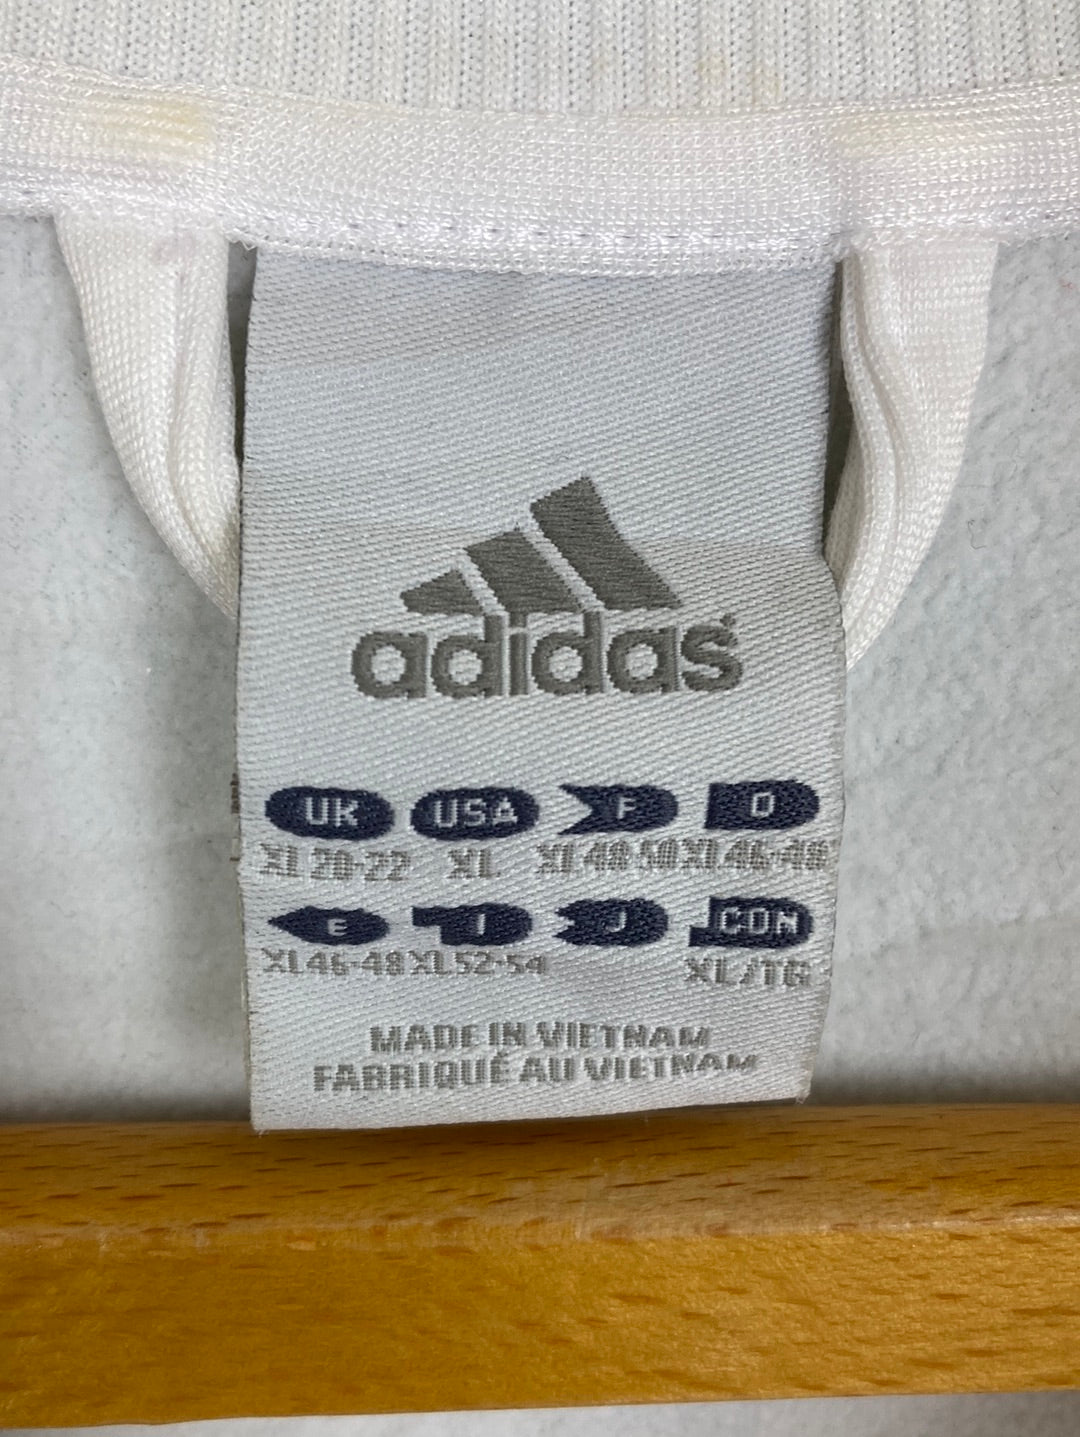 adidas
UK USA F D
XL 20-22 XL XL 48-50 XL 46-48
E I J CON
XL 46-48 XL 52-54 XL/TG
MADE IN VIETNAM
FABRIQUÉ AU VIETNAM